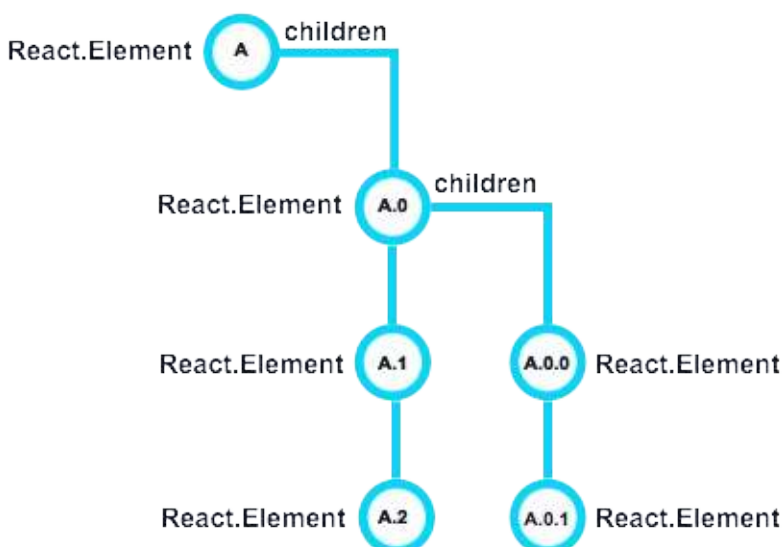 children
React.Element A
children
React.Element A.0
React.Element A.1 A.0.0 React.Element
React.Element A.2 A.0.1 React.Element